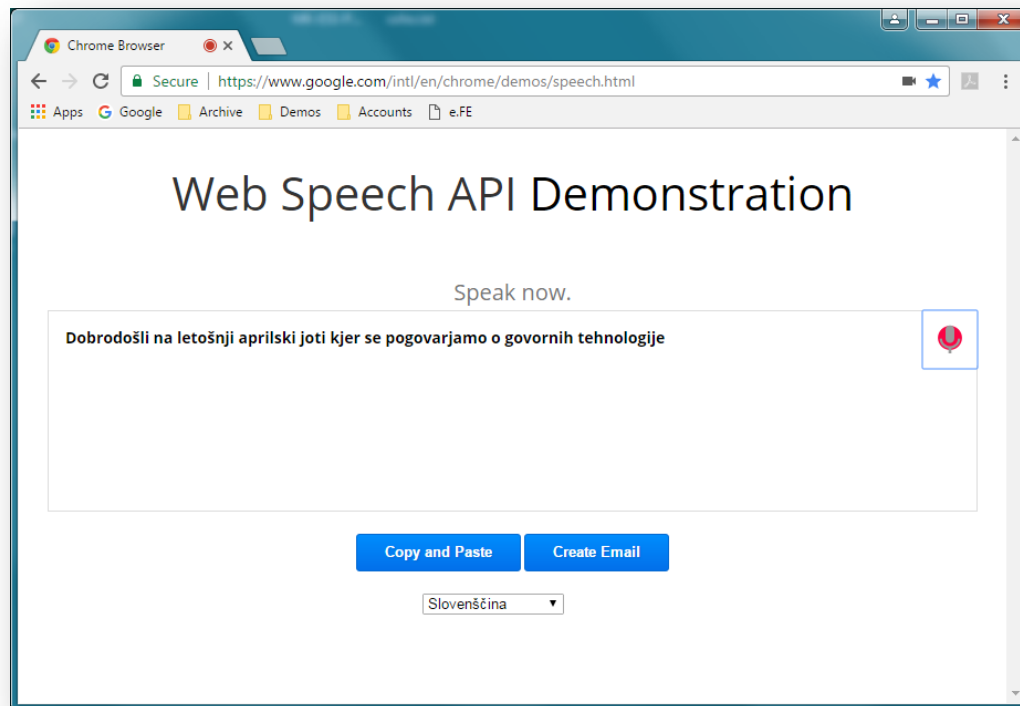 Chrome Browser
Secure | https://www.google.com/intl/en/chrome/demos/speech.html
Apps Google Archive Demos Accounts e.FE
Web Speech API Demonstration
Speak now.
Dobrodošli na letošnji aprilski joti kjer se pogovarjamo o govornih tehnologije
Copy and Paste Create Email
Slovenščina